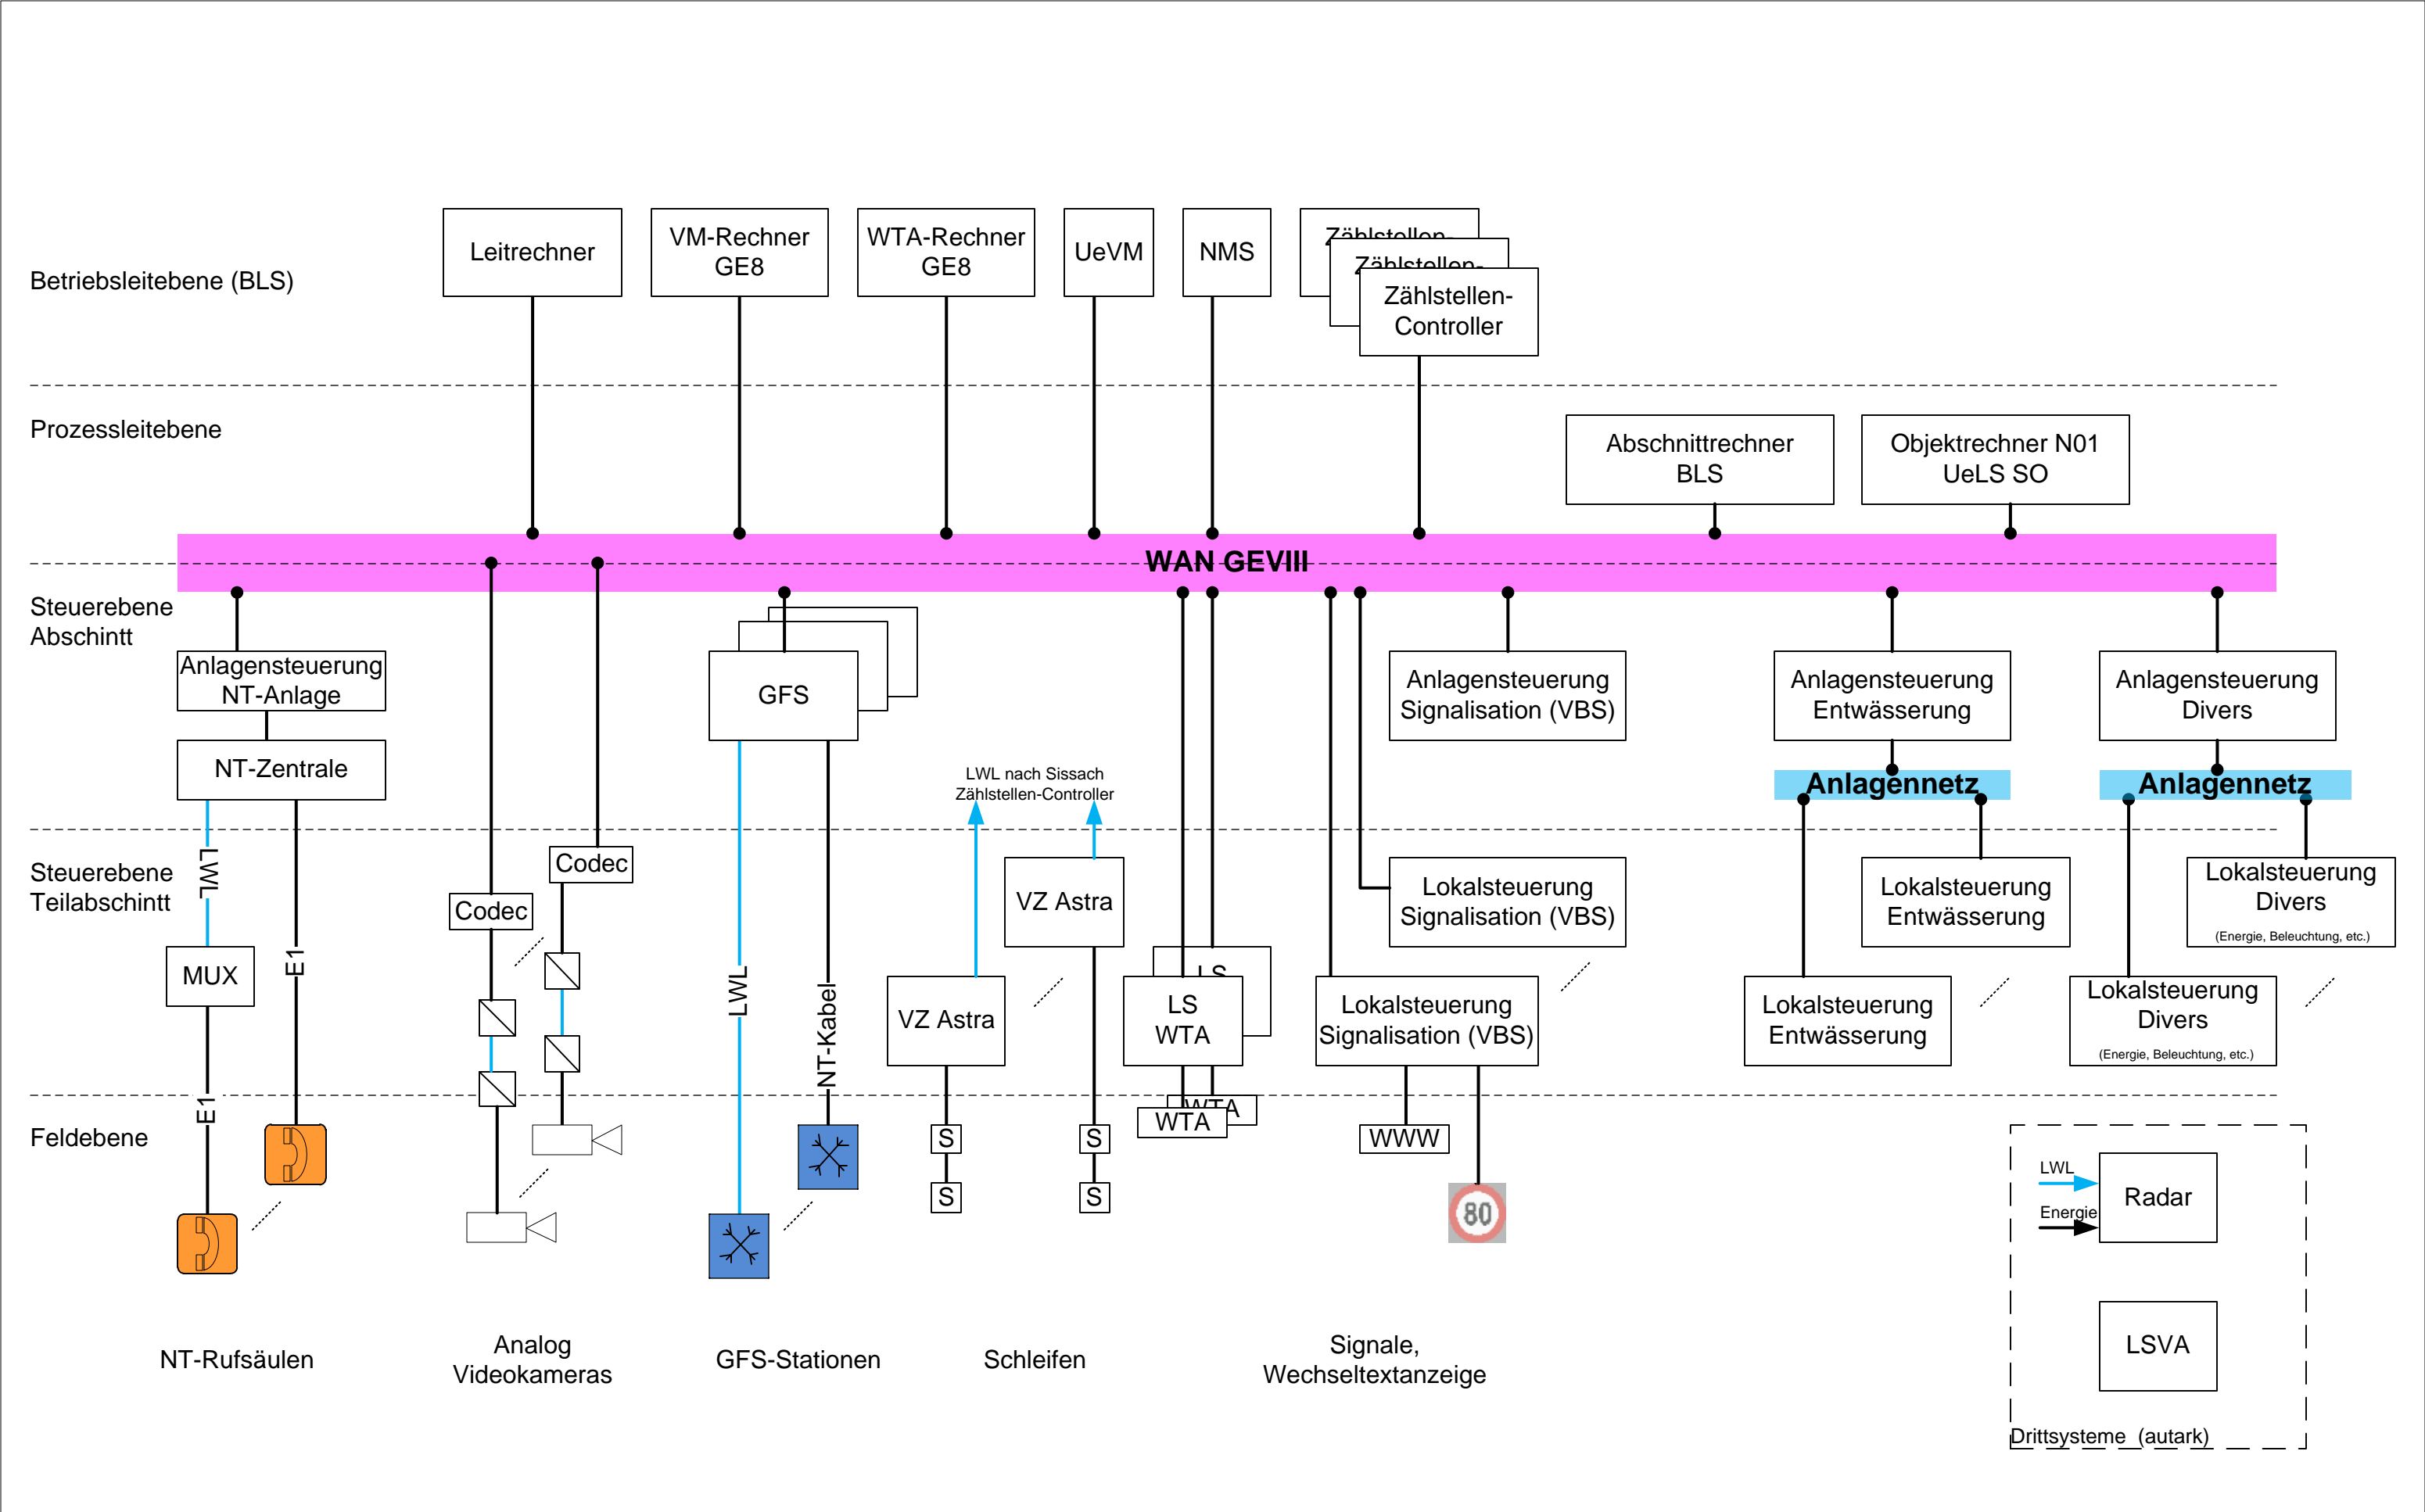 Leitrechner
VM-Rechner
GE8
WTA-Rechner
GE8
UeVM
NMS
Zählstellen-
Zählstellen-
Zählstellen-
Controller
Betriebsleitebene (BLS)
Prozessleitebene
Abschnittrechner
BLS
Objektrechner N01
UeLS SO
WAN GEVIII
Steuerebene
Abschintt
Anlagensteuerung
NT-Anlage
NT-Zentrale
GFS
Anlagensteuerung
Signalisation (VBS)
Anlagensteuerung
Entwässerung
Anlagensteuerung
Divers
Anlagennetz
Anlagennetz
LWL nach Sissach
Zählstellen-Controller
Steuerebene
Teilabschintt
LWL
MUX
E1
E1
Codec
Codec
LWL
NT-Kabel
VZ Astra
VZ Astra
LS
LS
WTA
Lokalsteuerung
Signalisation (VBS)
Lokalsteuerung
Signalisation (VBS)
Lokalsteuerung
Entwässerung
Lokalsteuerung
Entwässerung
Lokalsteuerung
Divers
(Energie, Beleuchtung, etc.)
Lokalsteuerung
Divers
(Energie, Beleuchtung, etc.)
Feldebene
S
S
S
S
WTA
WTA
WWW
80
LWL
Energie
Radar
LSVA
Drittsysteme (autark)
NT-Rufsäulen
Analog
Videokameras
GFS-Stationen
Schleifen
Signale,
Wechseltextanzeige